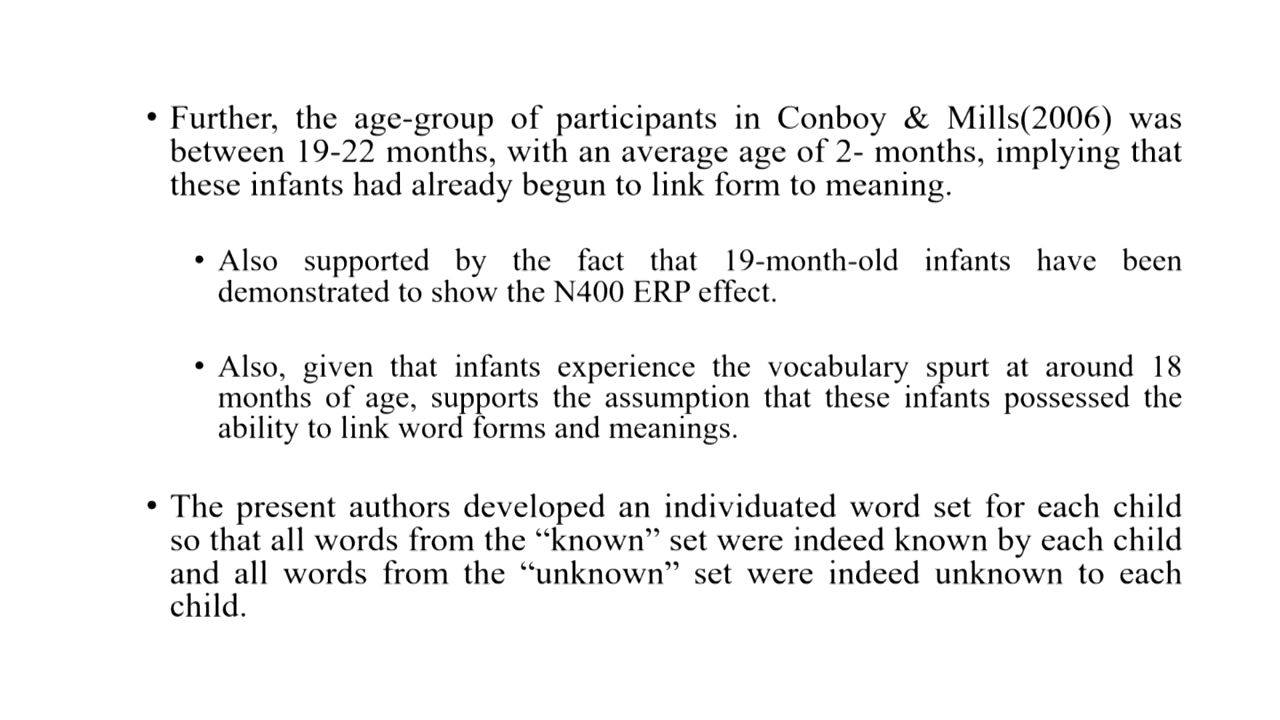 • Further, the age-group of participants in Conboy & Mills(2006) was
between 19-22 months, with an average age of 2- months, implying that
these infants had already begun to link form to meaning.
• Also supported by the fact that 19-month-old infants have been
demonstrated to show the N400 ERP effect.
• Also, given that infants experience the vocabulary spurt at around 18
months of age, supports the assumption that these infants possessed the
ability to link word forms and meanings.
• The present authors developed an individuated word set for each child
so that all words from the “known” set were indeed known by each child
and all words from the “unknown” set were indeed unknown to each
child.